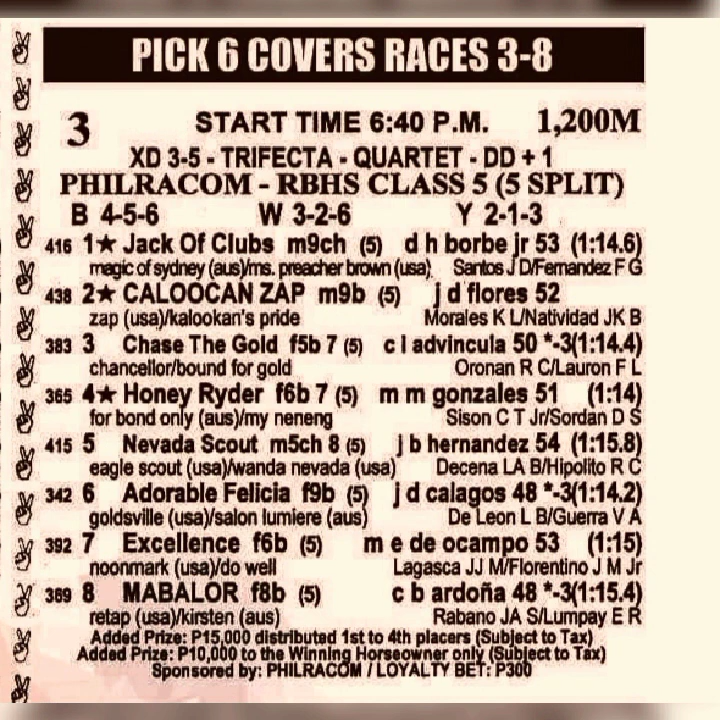 PICK 6 COVERS RACES 3-8
3 START TIME 6:40 P.M. 1,200M
XD 3-5 - TRIFECTA - QUARTET - DD + 1
PHILRACOM - RBHS CLASS 5 (5 SPLIT)
B 4-5-6 W 3-2-6 Y 2-1-3
416 1★ Jack Of Clubs m9ch (5) d h borbe jr 53 (1:14.6)
magic of sydney (aus)/ms. preacher brown (usa) Santos J D/Fernandez F G
438 2★ CALOOCAN ZAP m9b (5) j d flores 52
zap (usa)/kalookan's pride Morales K L/Natividad JK B
383 3 Chase The Gold f5b 7 (5) c l advincula 50 *-3(1:14.4)
chancellor/bound for gold Oronan R C/Lauron F L
365 4★ Honey Ryder f6b 7 (5) m m gonzales 51 (1:14)
for bond only (aus)/my neneng Sison C T Jr/Sordan D S
415 5 Nevada Scout m5ch 8 (5) j b hernandez 54 (1:15.8)
eagle scout (usa)/wanda nevada (usa) Decena LA B/Hipolito R C
342 6 Adorable Felicia f9b (5) j d calagos 48 *-3(1:14.2)
goldsville (usa)/salon lumiere (aus) De Leon L B/Guerra V A
392 7 Excellence f6b (5) m e de ocampo 53 (1:15)
noonmark (usa)/do well Lagasca JJ M/Florentino J M Jr
369 8 MABALOR f8b (5) c b ardoña 48 *-3(1:15.4)
retap (usa)/kirsten (aus) Rabano JA S/Lumpay E R
Added Prize: P15,000 distributed 1st to 4th placers (Subject to Tax)
Added Prize: P10,000 to the Winning Horseowner only (Subject to Tax)
Sponsored by: PHILRACOM / LOYALTY BET: P300